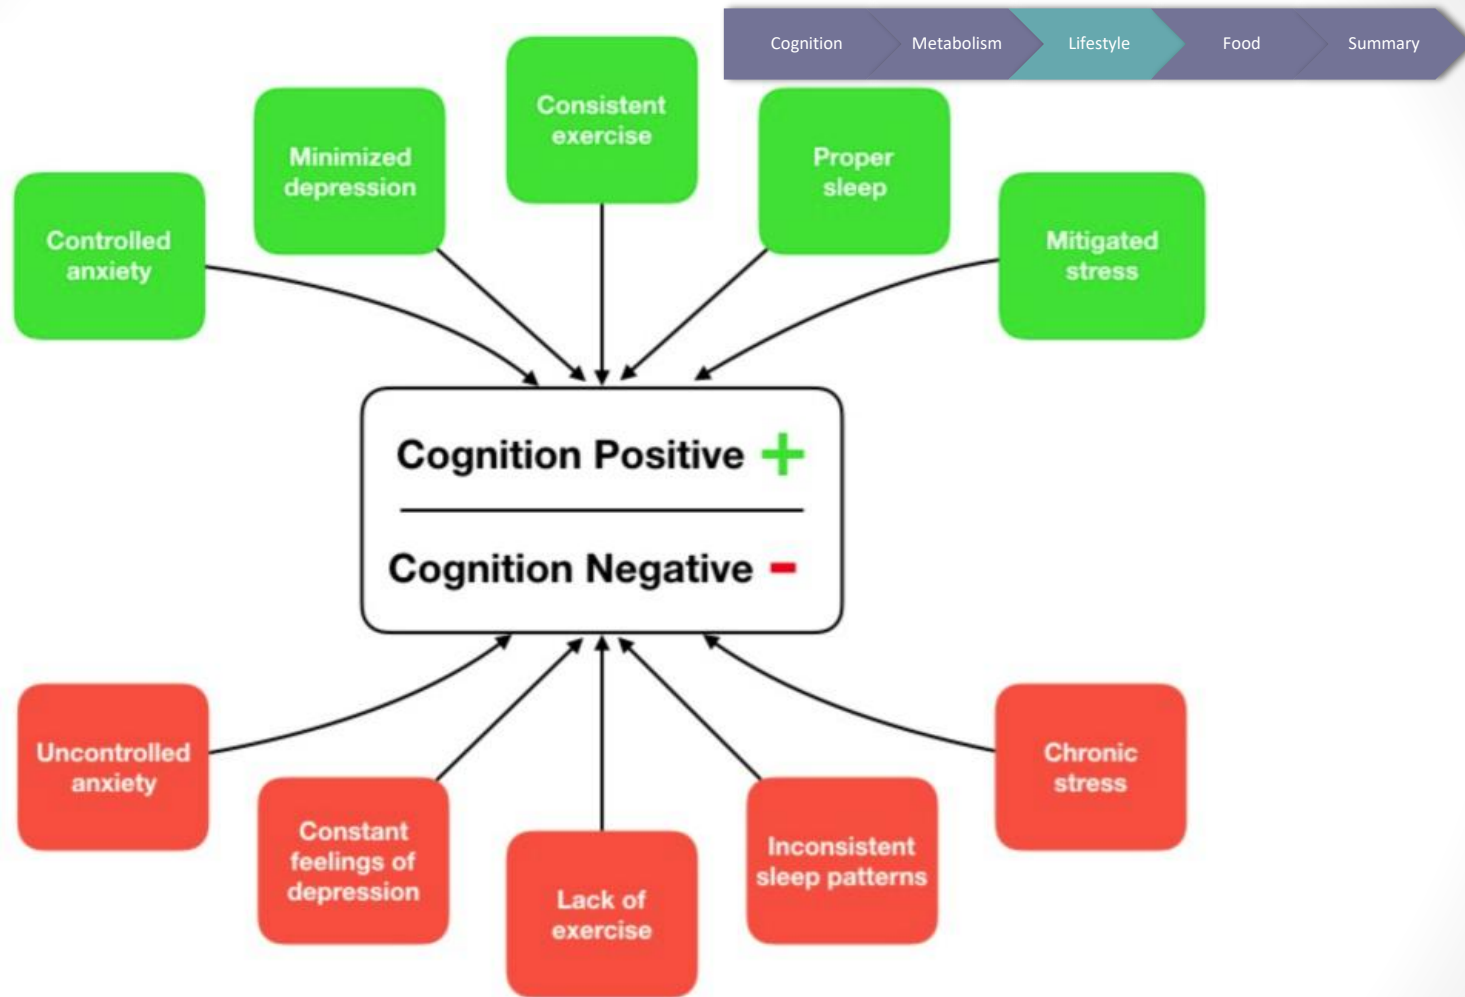 Cognition
Metabolism
Lifestyle
Food
Summary
Controlled
anxiety
Minimized
depression
Consistent
exercise
Proper
sleep
Mitigated
stress
Cognition Positive +
Cognition Negative -
Uncontrolled
anxiety
Constant
feelings of
depression
Lack of
exercise
Inconsistent
sleep patterns
Chronic
stress